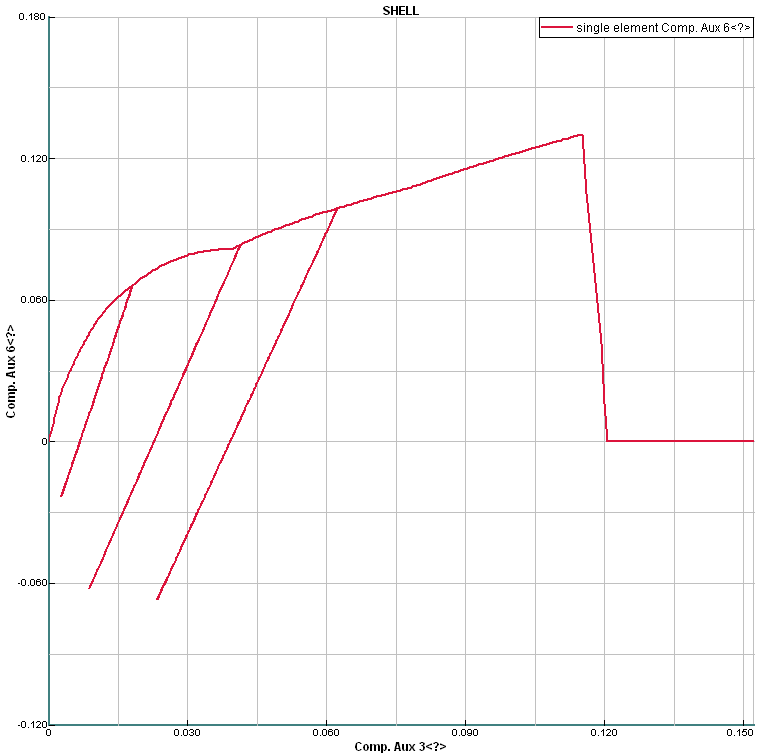 SHELL
single element Comp. Aux 6<?>
0.180
0.120
0.060
0
-0.060
-0.120
Comp. Aux 6<?>
0 0.030 0.060 0.090 0.120 0.150
Comp. Aux 3<?>